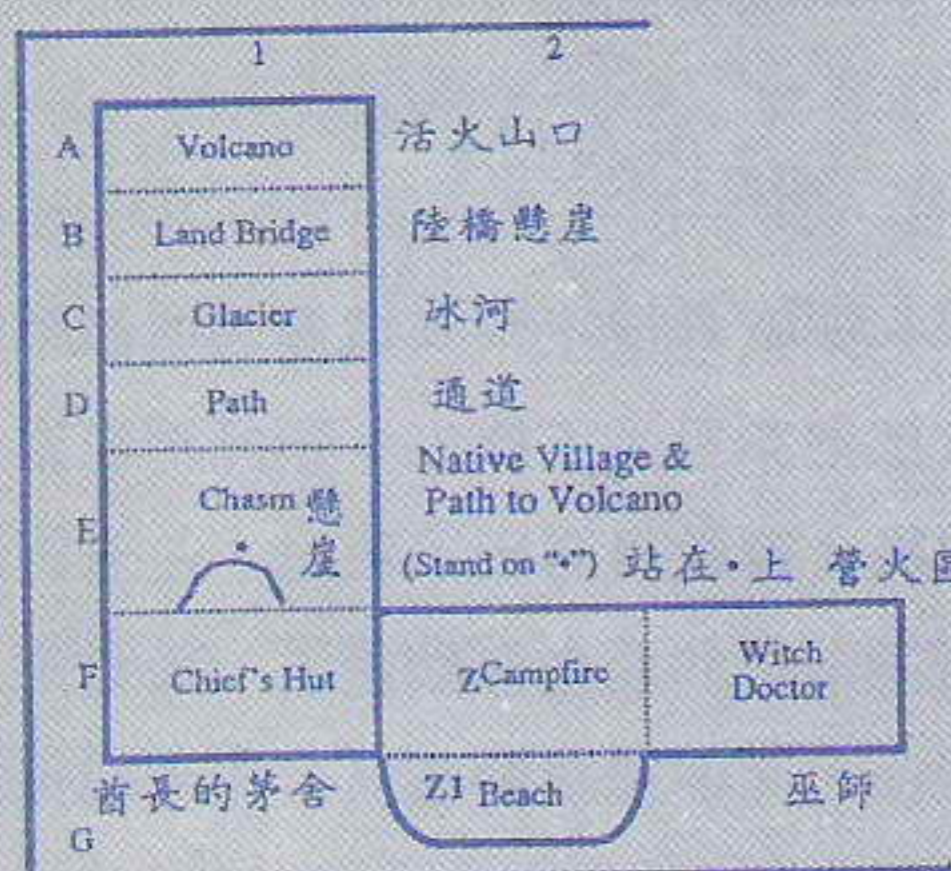 1 2
A Volcano 活火山口
B Land Bridge 陸橋懸崖
C Glacier 冰河
D Path 通道
Native Village &
Path to Volcano
E Chasm 懸崖
(Stand on "•") 站在•上 營火
F Chief's Hut ZCampfire Witch Doctor
酋長的茅舍 Z1 Beach 巫師
G